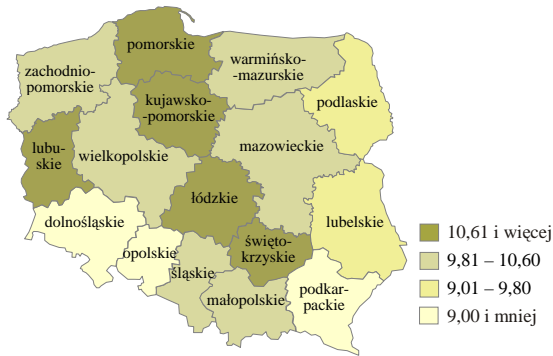 pomorskie
warmińsko-
-mazurskie
zachodnio-
pomorskie
podlaskie
kujawsko-
-pomorskie
lubu-
skie
wielkopolskie
mazowieckie
łódzkie
dolnośląskie
lubelskie
opolskie
święto-
krzyskie
śląskie
małopolskie
podkar-
packie
10,61 i więcej
9,81 – 10,60
9,01 – 9,80
9,00 i mniej